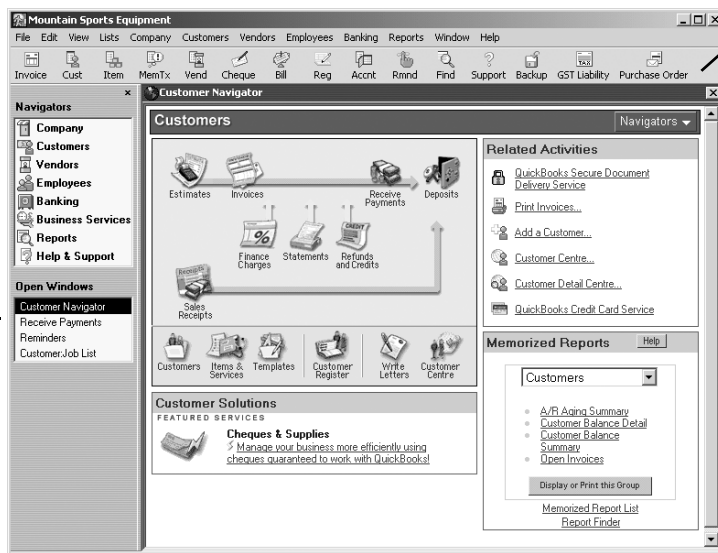 Mountain Sports Equipment
File Edit View Lists Company Customers Vendors Employees Banking Reports Window Help
Invoice Cust Item MemTx Vend Cheque Bill Reg Accnt Rmnd Find Support Backup GST Liability Purchase Order
Navigators
Company
Customers
Vendors
Employees
Banking
Business Services
Reports
Help & Support
Open Windows
Customer Navigator
Receive Payments
Reminders
Customer:Job List
Customer Navigator
Customers
Navigators
Estimates
Invoices
Receive
Payments
Deposits
Finance
Charges
Statements
CREDIT
Refunds
and Credits
Receipts
Sales
Receipts
Customers
Items &
Services
Templates
Customer
Register
Write
Letters
Customer
Centre
Customer Solutions
FEATURED SERVICES
Cheques & Supplies
Manage your business more efficiently using
cheques guaranteed to work with QuickBooks!
Related Activities
QuickBooks Secure Document
Delivery Service
Print Invoices...
Add a Customer...
Customer Centre...
Customer Detail Centre...
QuickBooks Credit Card Service
Memorized Reports
Help
Customers
A/R Aging Summary
Customer Balance Detail
Customer Balance
Summary
Open Invoices
Display or Print this Group
Memorized Report List
Report Finder